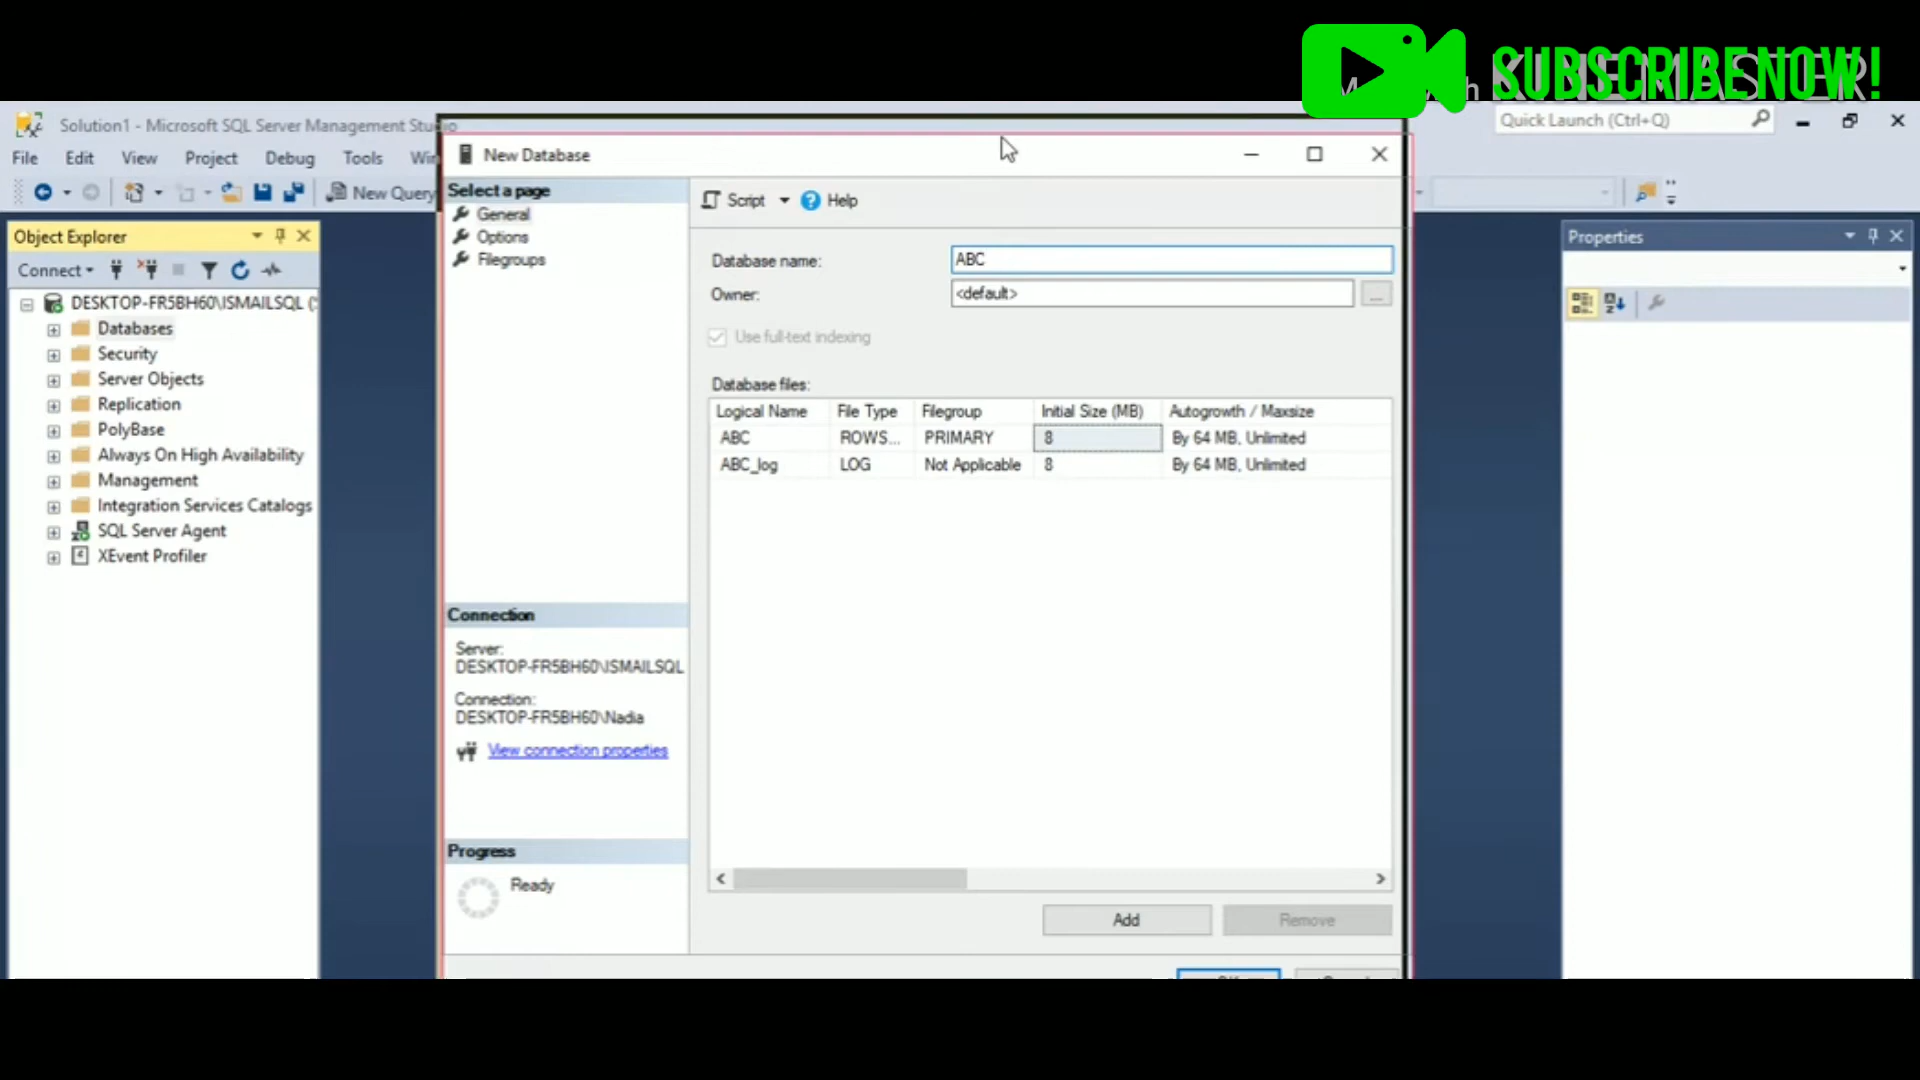 SUBSCRIBE NOW!
KINEMASTER
Solution1 - Microsoft SQL Server Management Studio
Quick Launch (Ctrl+Q)
File Edit View Project Debug Tools
New Query
New Database
Select a page
General
Options
Filegroups
Script Help
Object Explorer
Connect
DESKTOP-FR5BH60\ISMAILSQL
Databases
Security
Server Objects
Replication
PolyBase
Always On High Availability
Management
Integration Services Catalogs
SQL Server Agent
XEvent Profiler
Database name: ABC
Owner: <default> ...
Use full-text indexing
Database files:
Logical Name File Type Filegroup Initial Size (MB) Autogrowth / Maxsize
ABC ROWS... PRIMARY 8 By 64 MB, Unlimited
ABC_log LOG Not Applicable 8 By 64 MB, Unlimited
Connection
Server:
DESKTOP-FR5BH60\ISMAILSQL
Connection:
DESKTOP-FR5BH60\Nadia
View connection properties
Progress
Ready
Add Remove
Properties